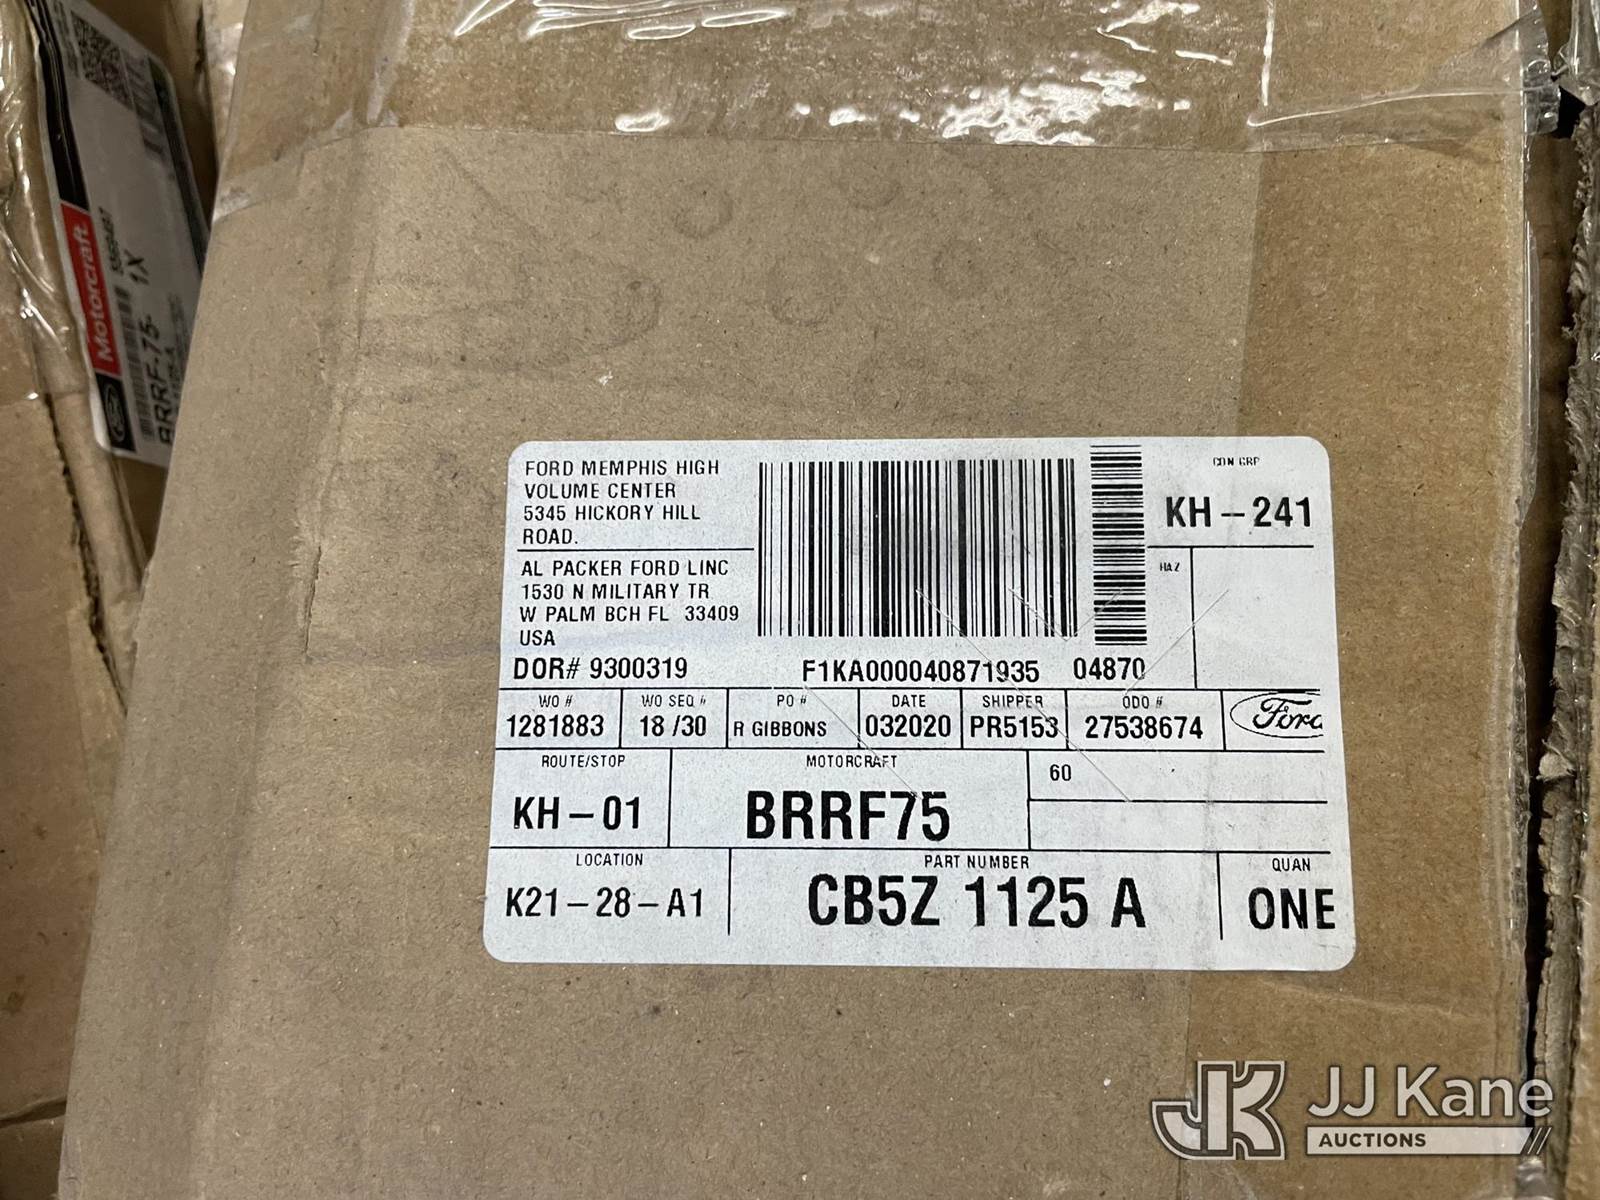 FORD MEMPHIS HIGH
VOLUME CENTER
5345 HICKORY HILL
ROAD.
AL PACKER FORD LINC
1530 N MILITARY TR
W PALM BCH FL 33409
USA
DOR# 9300319
F1KA000040871935 04870
CON GRP
KH-241
HAZ
WO #
1281883
WO SEQ #
18 /30
PO #
R GIBBONS
DATE
032020
SHIPPER
PR5153
ODO #
27538674
Ford
ROUTE/STOP
KH-01
MOTORCRAFT
BRRF75
60
LOCATION
K21-28-A1
PART NUMBER
CB5Z 1125 A
QUAN
ONE
Motorcraft
1X
BRRF-75-
JK
JJ Kane
AUCTIONS